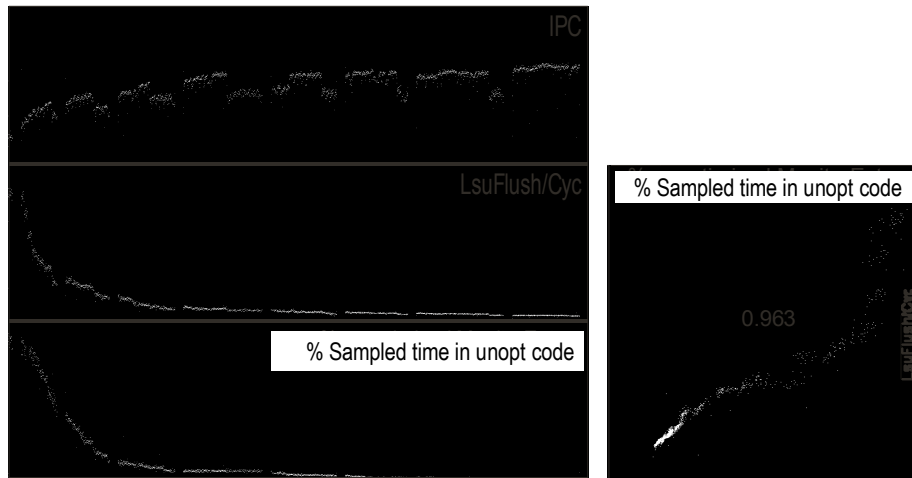 IPC
LsuFlush/Cyc
% Sampled time in unopt code
% Sampled time in unopt code
0.963
LsuFlush/Cyc